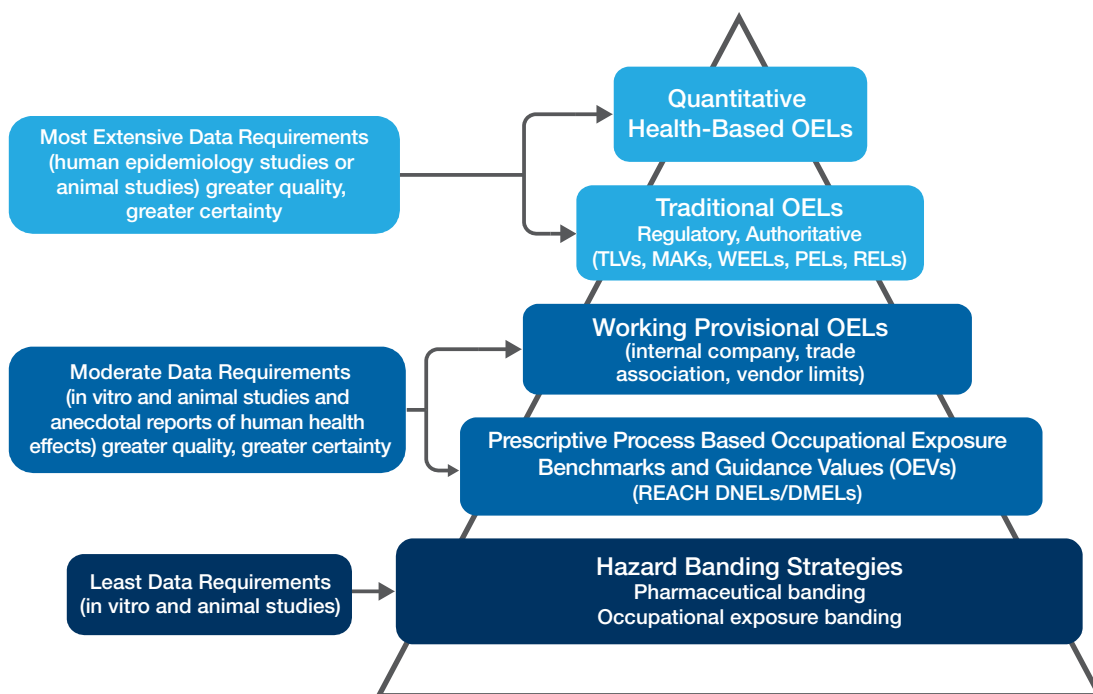 Quantitative
Health-Based OELs
Most Extensive Data Requirements
(human epidemiology studies or
animal studies) greater quality,
greater certainty
Traditional OELs
Regulatory, Authoritative
(TLVs, MAKs, WEELs, PELs, RELs)
Working Provisional OELs
(internal company, trade
association, vendor limits)
Moderate Data Requirements
(in vitro and animal studies and
anecdotal reports of human health
effects) greater quality, greater certainty
Prescriptive Process Based Occupational Exposure
Benchmarks and Guidance Values (OEVs)
(REACH DNELs/DMELs)
Hazard Banding Strategies
Pharmaceutical banding
Occupational exposure banding
Least Data Requirements
(in vitro and animal studies)